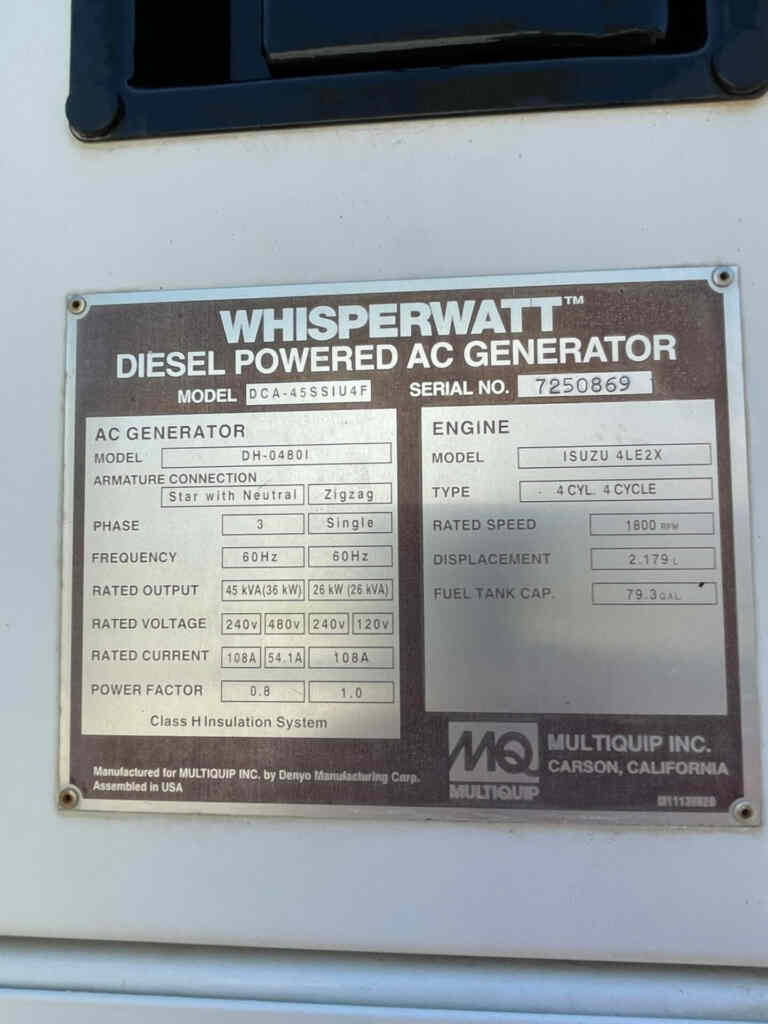 WHISPERWATT™
DIESEL POWERED AC GENERATOR
MODEL DCA-45SSIU4F SERIAL NO. 7250869
AC GENERATOR
MODEL DH-0480I
ARMATURE CONNECTION
Star with Neutral Zigzag
PHASE 3 Single
FREQUENCY 60Hz 60Hz
RATED OUTPUT 45 kVA(36 kW) 26 kW (26 kVA)
RATED VOLTAGE 240v 480v 240v 120v
RATED CURRENT 108A 54.1A 108A
POWER FACTOR 0.8 1.0
Class H Insulation System
ENGINE
MODEL ISUZU 4LE2X
TYPE 4 CYL. 4 CYCLE
RATED SPEED 1800 RPM
DISPLACEMENT 2.179 L
FUEL TANK CAP. 79.3 GAL.
Manufactured for MULTIQUIP INC. by Denyo Manufacturing Corp.
Assembled in USA
MQ
MULTIQUIP
MULTIQUIP INC.
CARSON, CALIFORNIA